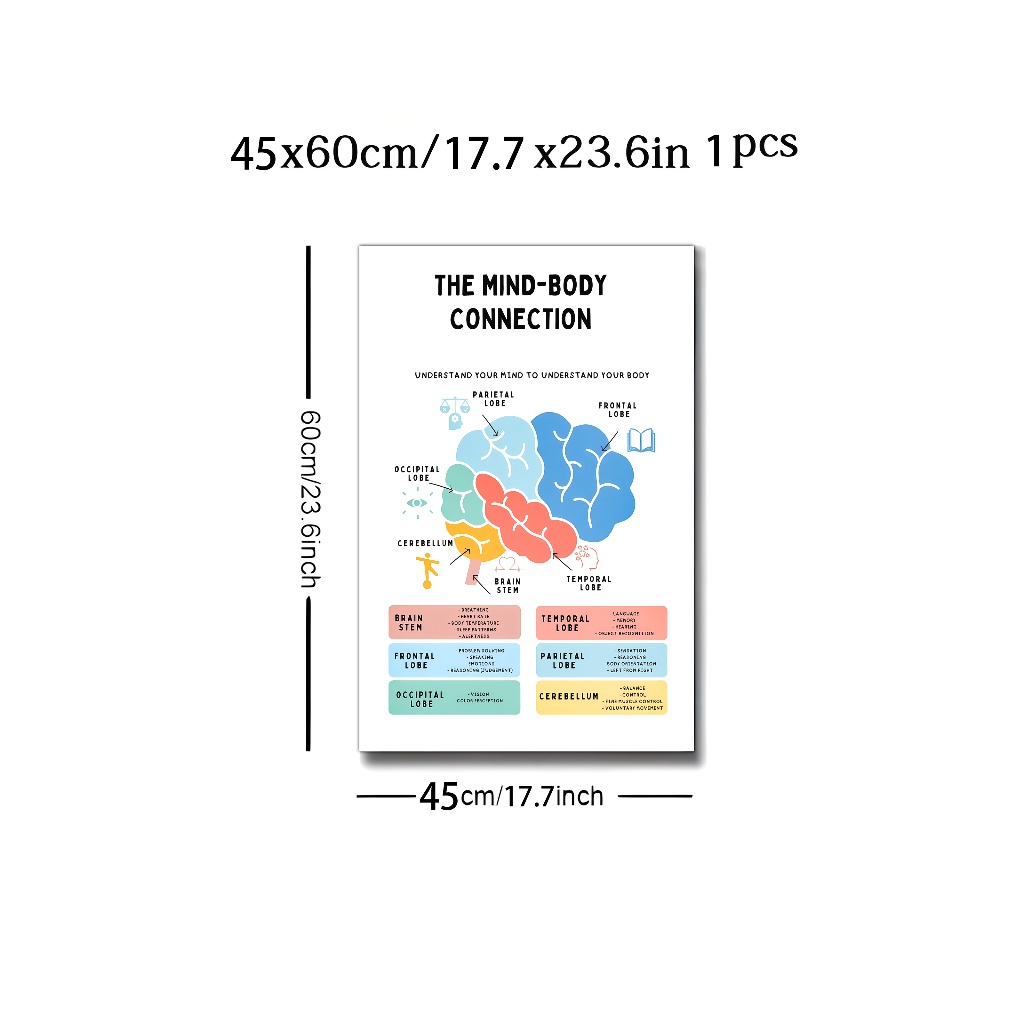 45x60cm/17.7 x23.6in 1pcs
THE MIND-BODY
CONNECTION
UNDERSTAND YOUR MIND TO UNDERSTAND YOUR BODY
PARIETAL
LOBE
FRONTAL
LOBE
OCCIPITAL
LOBE
CEREBELLUM
BRAIN
STEM
TEMPORAL
LOBE
BRAIN
STEM
- BREATHING
- HEART RATE
- BODY TEMPERATURE
- SLEEP PATTERNS
- ALERTNESS
TEMPORAL
LOBE
- LANGUAGE
- MEMORY
- HEARING
- OBJECT RECOGNITION
FRONTAL
LOBE
- PROBLEM SOLVING
- SPEAKING
EMOTIONS
- REASONING (JUDGEMENT)
PARIETAL
LOBE
- SENSATION
- REASONING
BODY ORIENTATION
- LEFT FROM RIGHT
OCCIPITAL
LOBE
- VISION
COLOR PERCEPTION
CEREBELLUM
- BALANCE
- CONTROL
- FINE MUSCLE CONTROL
- VOLUNTARY MOVEMENT
60cm/23.6inch
45cm/17.7inch